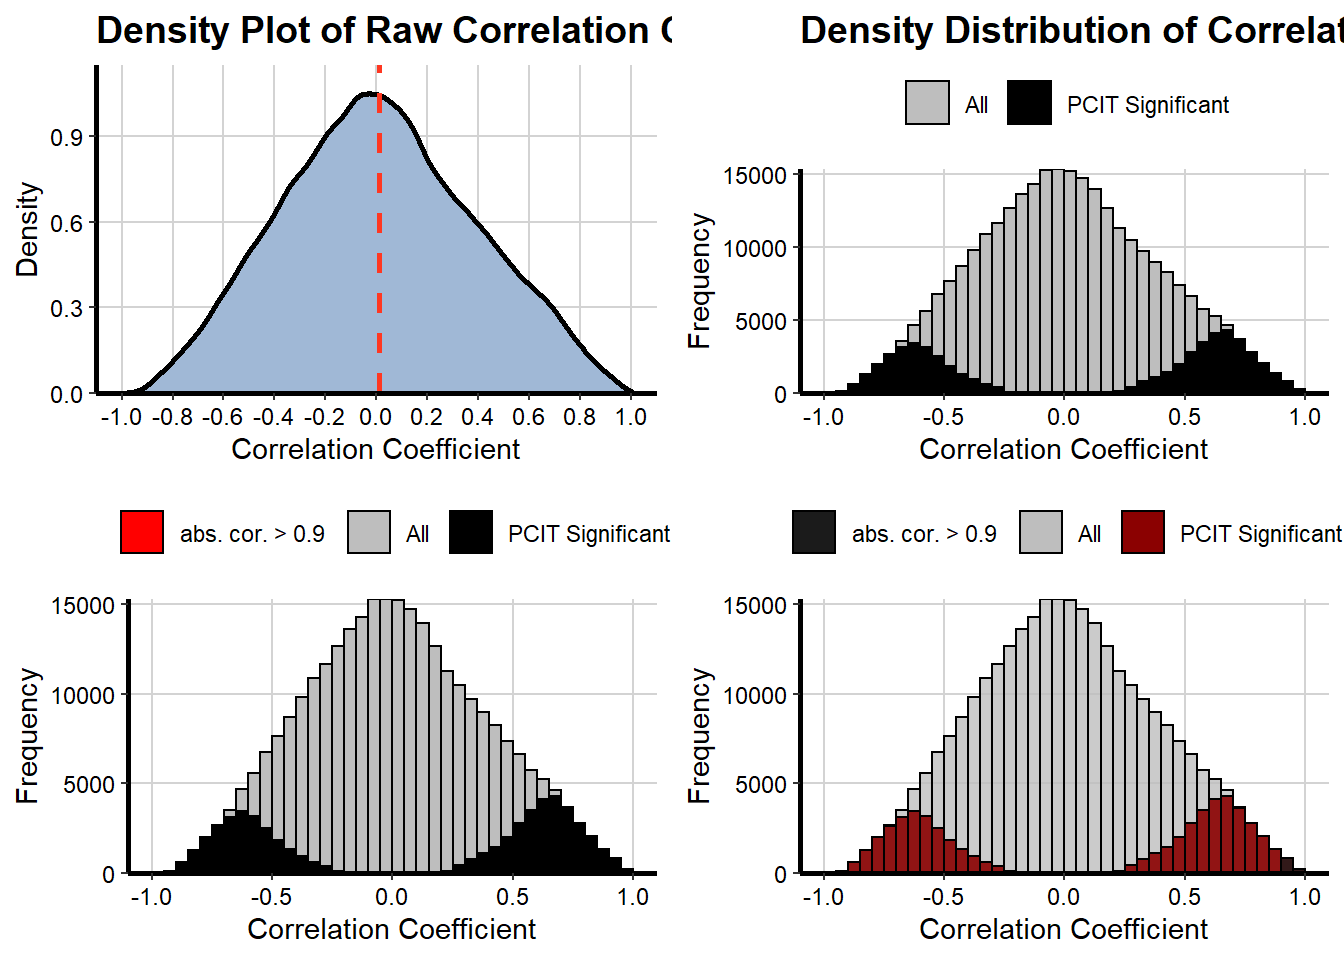 Density Plot of Raw Correlation
Density
0.9
0.6
0.3
0.0
-1.0 -0.8 -0.6 -0.4 -0.2 0.0 0.2 0.4 0.6 0.8 1.0
Correlation Coefficient
Density Distribution of Correlat
All PCIT Significant
Frequency
15000
10000
5000
0
-1.0 -0.5 0.0 0.5 1.0
Correlation Coefficient
abs. cor. > 0.9 All PCIT Significant
Frequency
15000
10000
5000
0
-1.0 -0.5 0.0 0.5 1.0
Correlation Coefficient
abs. cor. > 0.9 All PCIT Significant
Frequency
15000
10000
5000
0
-1.0 -0.5 0.0 0.5 1.0
Correlation Coefficient